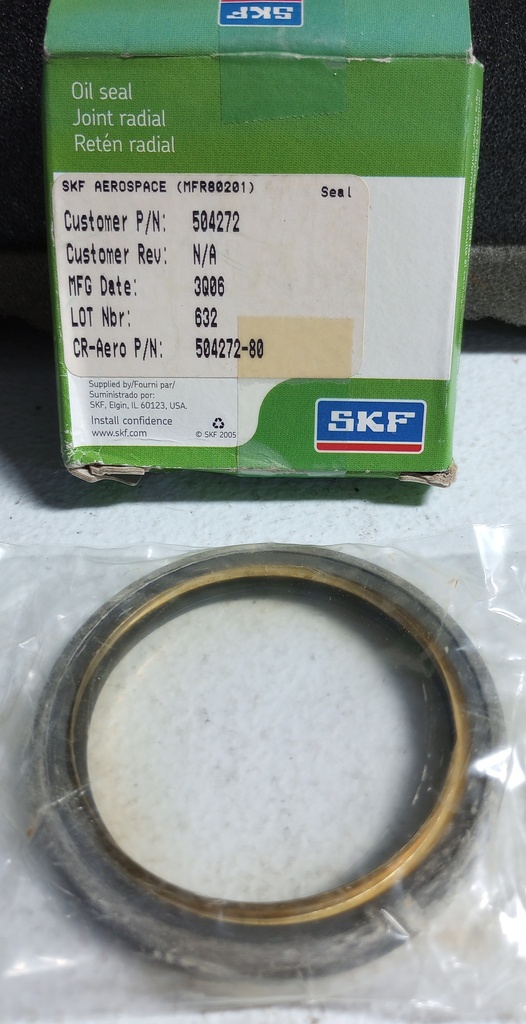 SKF
Oil seal
Joint radial
Retén radial
SKF AEROSPACE (MFR80201) Seal
Customer P/N: 504272
Customer Rev: N/A
MFG Date: 3Q06
LOT Nbr: 632
CR-Aero P/N: 504272-80
Supplied by/Fourni par/
Suministrado por:
SKF, Elgin, IL 60123, USA.
Install confidence
www.skf.com
© SKF 2005
SKF